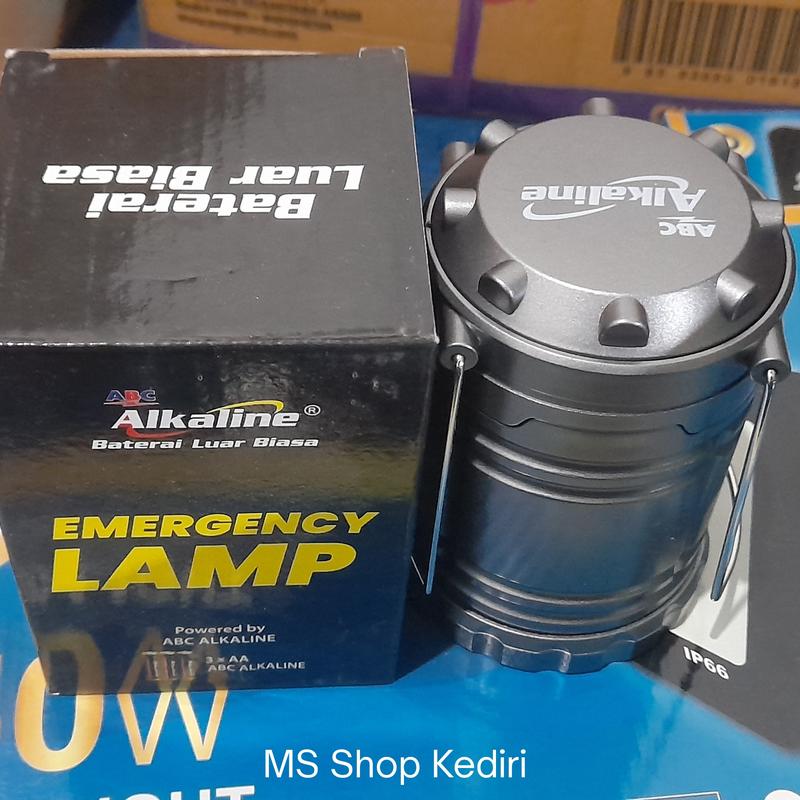 Baterai
Luar Biasa
ABC
Alkaline
ABC
Alkaline®
Baterai Luar Biasa
EMERGENCY
LAMP
Powered by
ABC ALKALINE
3 x AA
ABC ALKALINE
IP66
0W
MS Shop Kediri